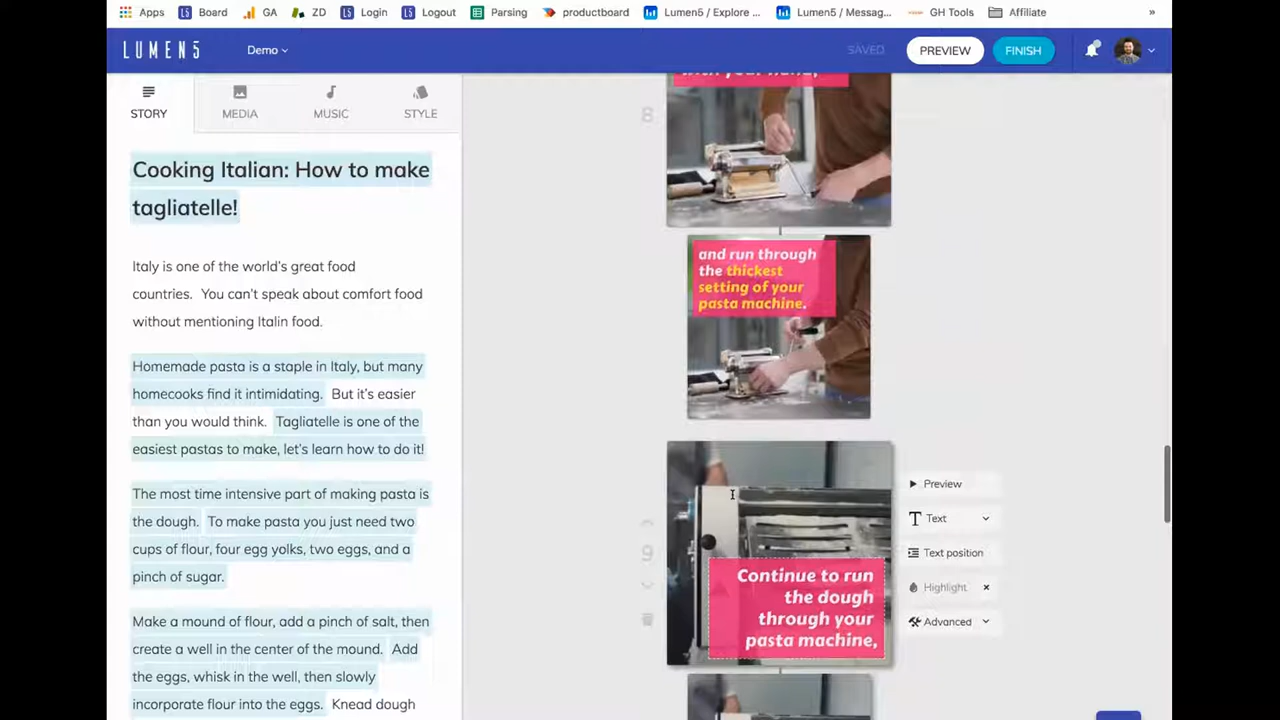 Apps
Board
GA
ZD
Login
Logout
Parsing
productboard
Lumen5 / Explore ...
Lumen5 / Messag...
GH Tools
Affiliate
»
LUMEN5
Demo
SAVED
PREVIEW
FINISH
STORY
MEDIA
MUSIC
STYLE
Cooking Italian: How to make
tagliatelle!
Italy is one of the world's great food
countries. You can't speak about comfort food
without mentioning Italin food.
Homemade pasta is a staple in Italy, but many
homecooks find it intimidating. But it's easier
than you would think. Tagliatelle is one of the
easiest pastas to make, let's learn how to do it!
The most time intensive part of making pasta is
the dough. To make pasta you just need two
cups of flour, four egg yolks, two eggs, and a
pinch of sugar.
Make a mound of flour, add a pinch of salt, then
create a well in the center of the mound. Add
the eggs, whisk in the well, then slowly
incorporate flour into the eggs. Knead dough
with your hand,
8
and run through
the thickest
setting of your
pasta machine.
9
Continue to run
the dough
through your
pasta machine,
Preview
Text
Text position
Highlight
Advanced